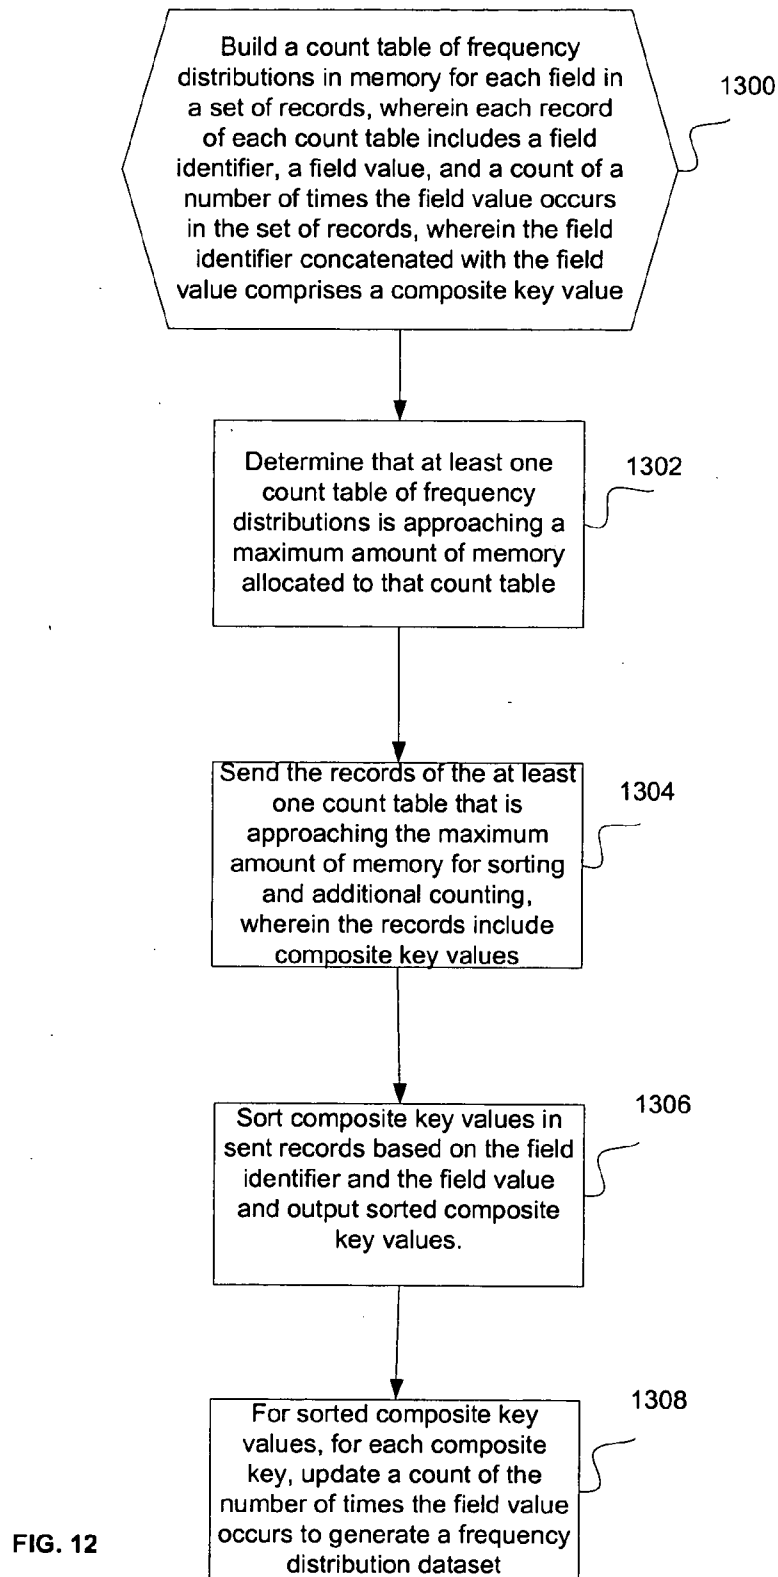 Build a count table of frequency
distributions in memory for each field in
a set of records, wherein each record
of each count table includes a field
identifier, a field value, and a count of a
number of times the field value occurs
in the set of records, wherein the field
identifier concatenated with the field
value comprises a composite key value
1300
Determine that at least one
count table of frequency
distributions is approaching a
maximum amount of memory
allocated to that count table
1302
Send the records of the at least
one count table that is
approaching the maximum
amount of memory for sorting
and additional counting,
wherein the records include
composite key values
1304
Sort composite key values in
sent records based on the field
identifier and the field value
and output sorted composite
key values.
1306
For sorted composite key
values, for each composite
key, update a count of the
number of times the field value
occurs to generate a frequency
distribution dataset
1308
FIG. 12